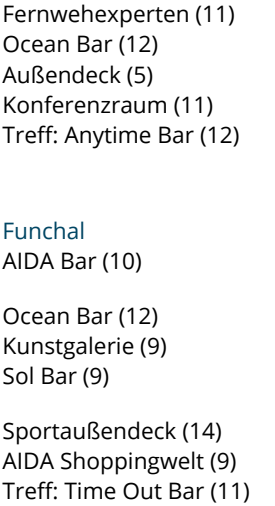 Fernwehexperten (11)
Ocean Bar (12)
Außendeck (5)
Konferenzraum (11)
Treff: Anytime Bar (12)
Funchal
AIDA Bar (10)
Ocean Bar (12)
Kunstgalerie (9)
Sol Bar (9)
Sportaußendeck (14)
AIDA Shoppingwelt (9)
Treff: Time Out Bar (11)